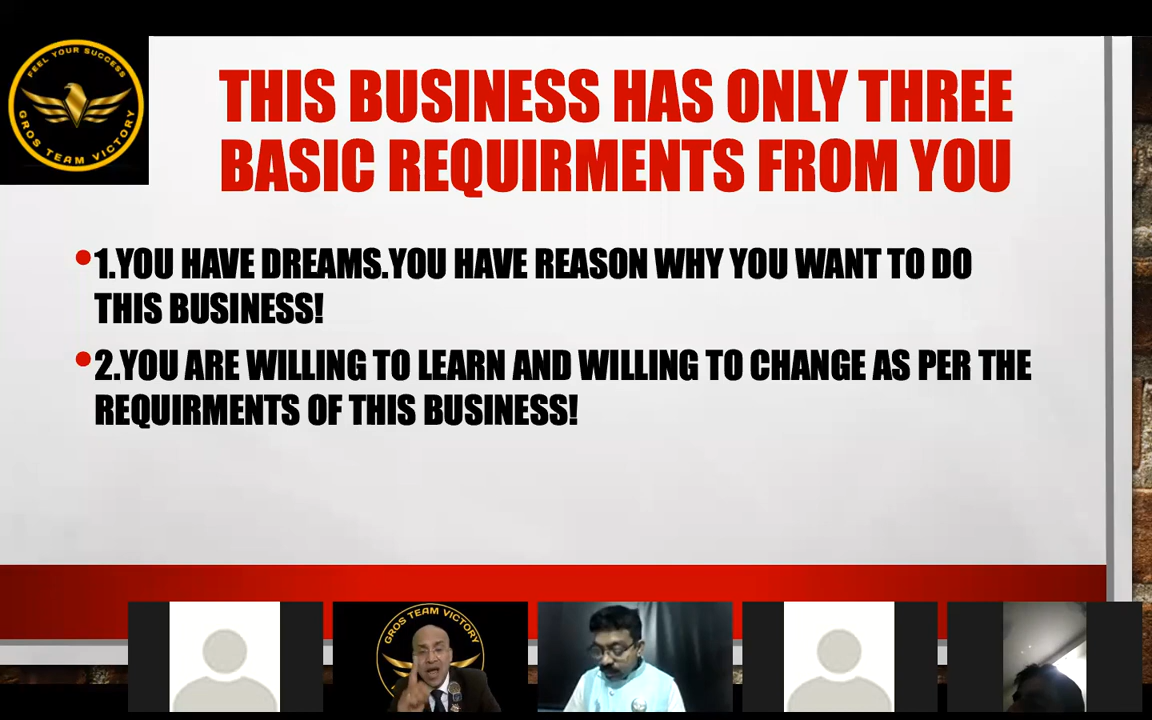 FEEL YOUR SUCCESS
GROS TEAM VICTORY
THIS BUSINESS HAS ONLY THREE
BASIC REQUIRMENTS FROM YOU
•1.YOU HAVE DREAMS.YOU HAVE REASON WHY YOU WANT TO DO
THIS BUSINESS!
•2.YOU ARE WILLING TO LEARN AND WILLING TO CHANGE AS PER THE
REQUIRMENTS OF THIS BUSINESS!
GROS TEAM VICTORY